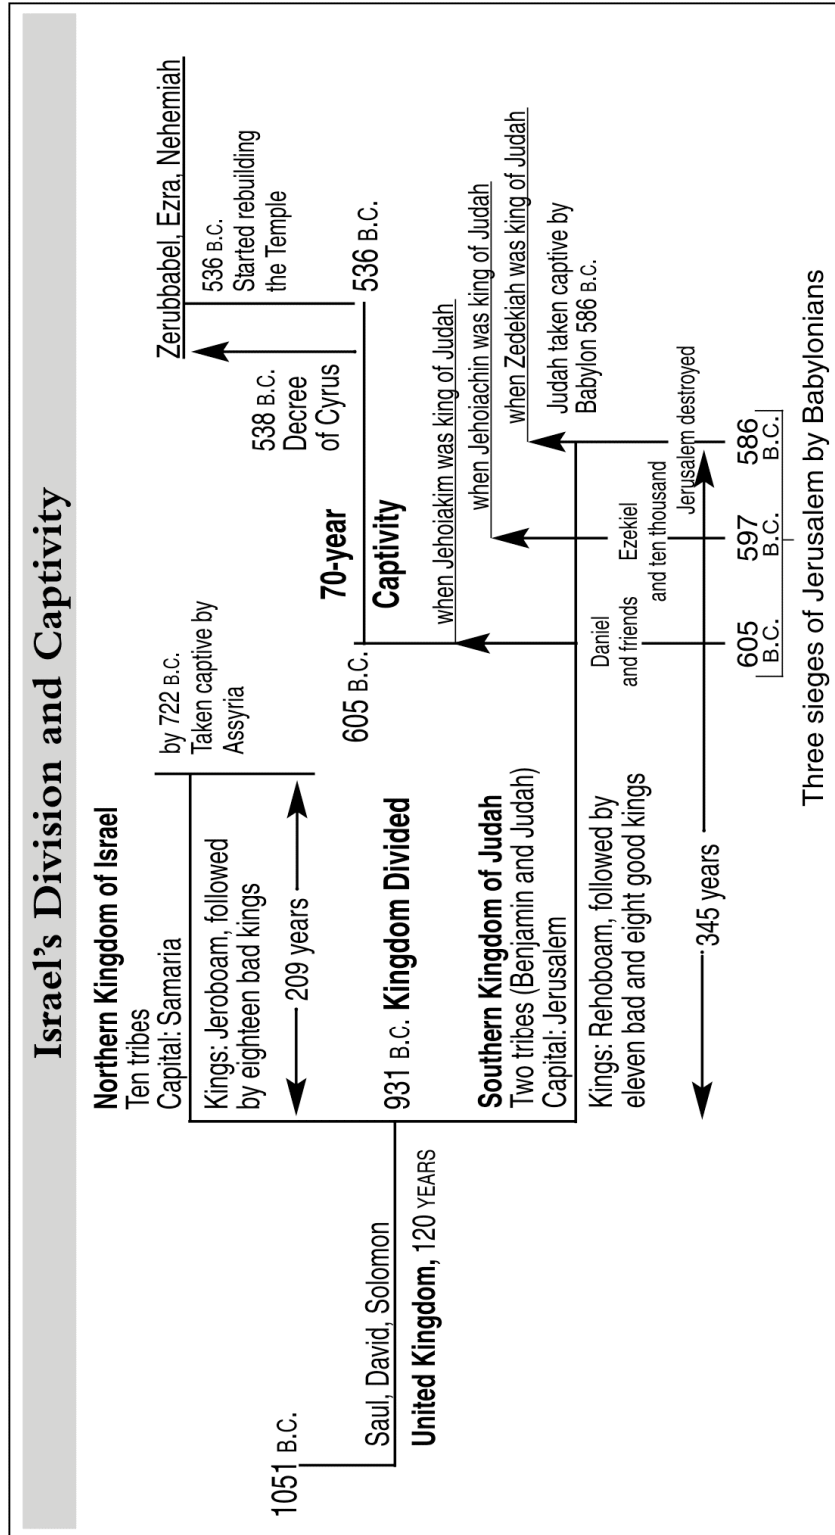 Israel's Division and Captivity
1051 B.C.
Saul, David, Solomon
United Kingdom, 120 YEARS
Northern Kingdom of Israel
Ten tribes
Capital: Samaria
Kings: Jeroboam, followed
by eighteen bad kings
209 years
by 722 B.C.
Taken captive by
Assyria
931 B.C. Kingdom Divided
Southern Kingdom of Judah
Two tribes (Benjamin and Judah)
Capital: Jerusalem
Kings: Rehoboam, followed by
eleven bad and eight good kings
345 years
605 B.C.
70-year
Captivity
538 B.C.
Decree
of Cyrus
Zerubbabel, Ezra, Nehemiah
536 B.C.
Started rebuilding
the Temple
536 B.C.
when Jehoiakim was king of Judah
when Jehoiachin was king of Judah
when Zedekiah was king of Judah
Judah taken captive by
Babylon 586 B.C.
Daniel
and friends
Ezekiel
and ten thousand
Jerusalem destroyed
605
B.C.
597
B.C.
586
B.C.
Three sieges of Jerusalem by Babylonians